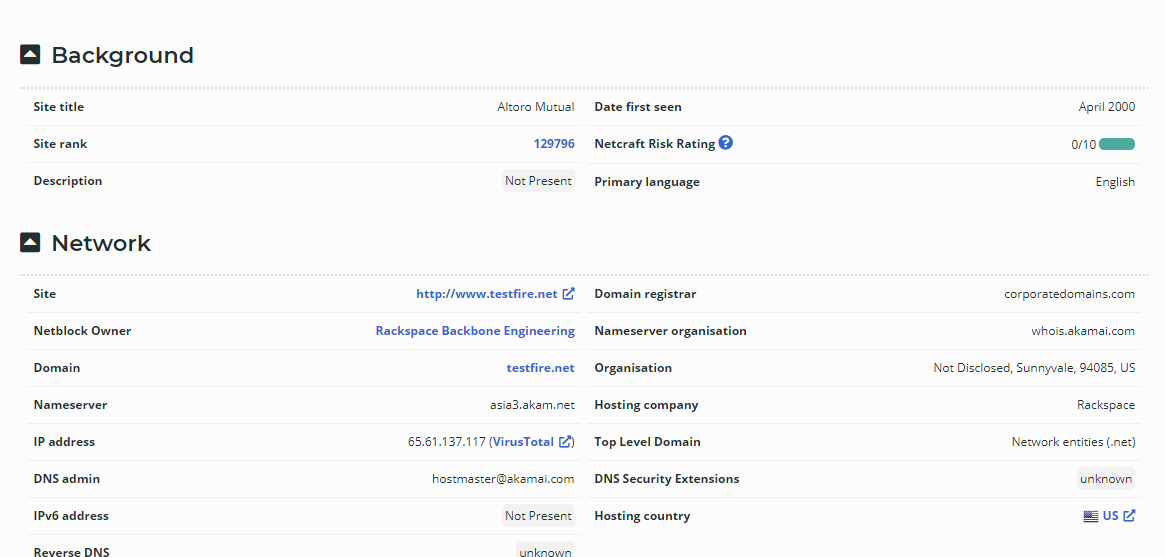 Background
Site title Altoro Mutual Date first seen April 2000
Site rank 129796 Netcraft Risk Rating ? 0/10
Description Not Present Primary language English
Network
Site http://www.testfire.net Domain registrar corporatedomains.com
Netblock Owner Rackspace Backbone Engineering Nameserver organisation whois.akamai.com
Domain testfire.net Organisation Not Disclosed, Sunnyvale, 94085, US
Nameserver asia3.akam.net Hosting company Rackspace
IP address 65.61.137.117 (VirusTotal ) Top Level Domain Network entities (.net)
DNS admin hostmaster@akamai.com DNS Security Extensions unknown
IPv6 address Not Present Hosting country US
Reverse DNS unknown